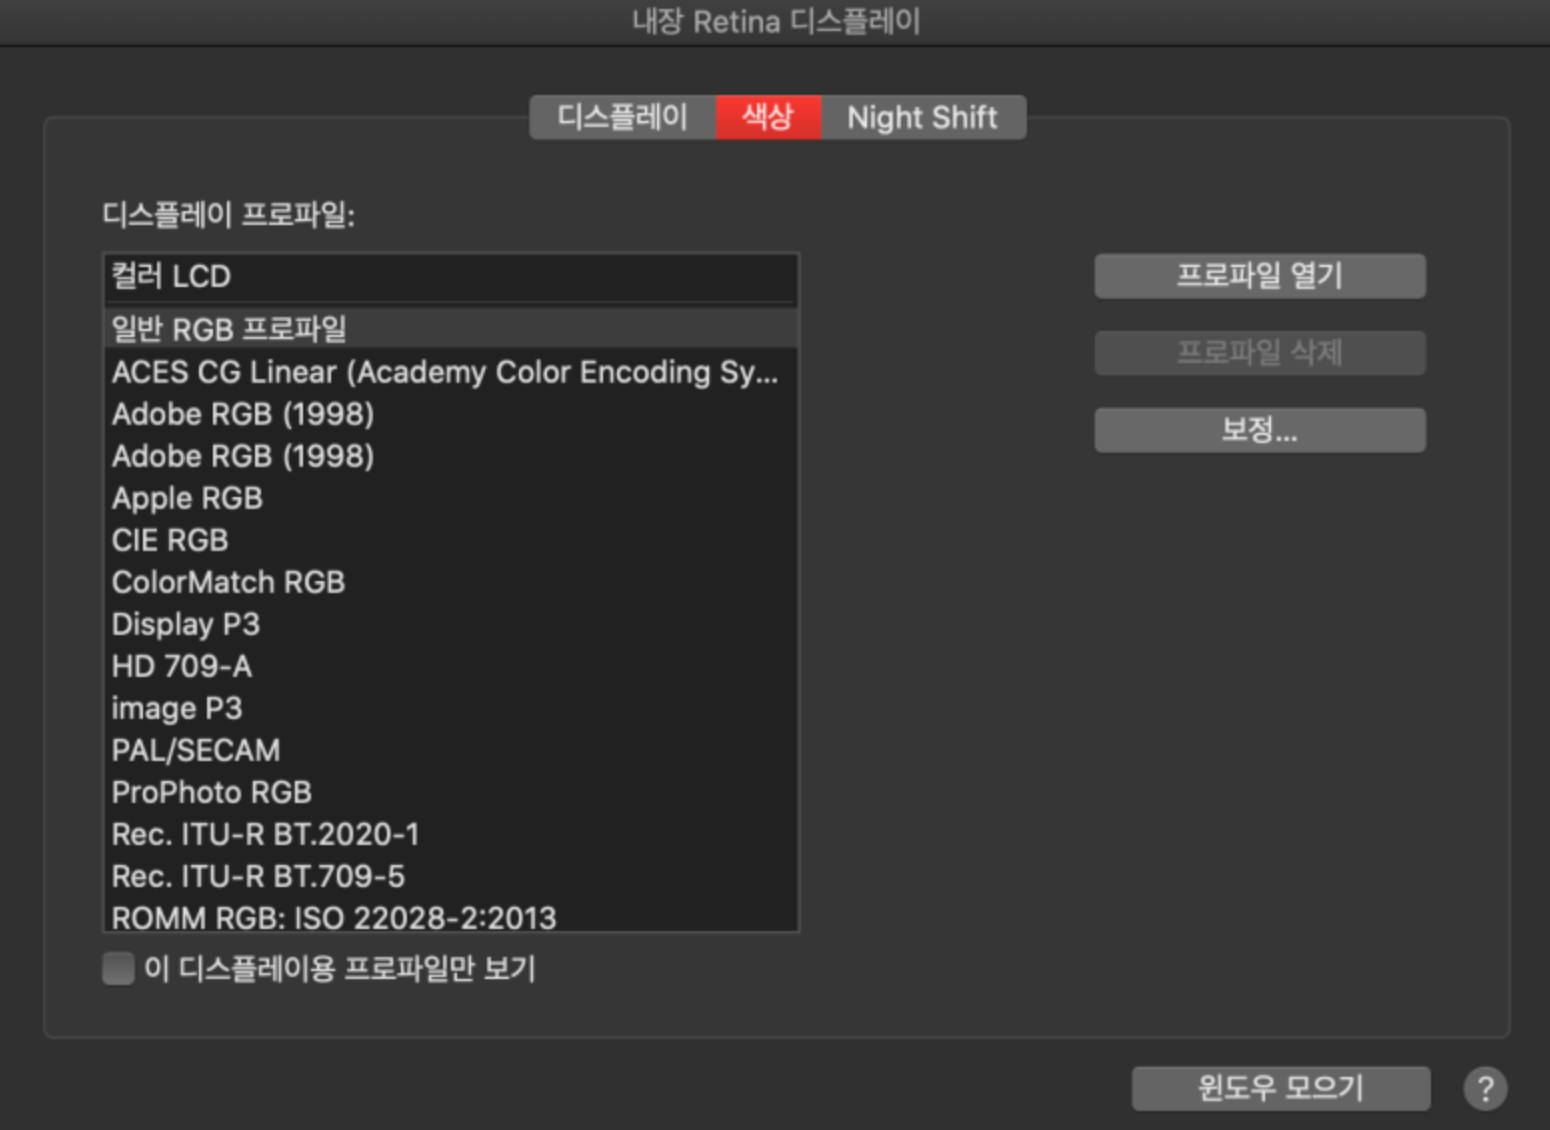 내장 Retina 디스플레이
디스플레이 색상 Night Shift
디스플레이 프로파일:
컬러 LCD
일반 RGB 프로파일
ACES CG Linear (Academy Color Encoding Sy...
Adobe RGB (1998)
Adobe RGB (1998)
Apple RGB
CIE RGB
ColorMatch RGB
Display P3
HD 709-A
image P3
PAL/SECAM
ProPhoto RGB
Rec. ITU-R BT.2020-1
Rec. ITU-R BT.709-5
ROMM RGB: ISO 22028-2:2013
이 디스플레이용 프로파일만 보기
프로파일 열기
프로파일 삭제
보정...
윈도우 모으기 ?